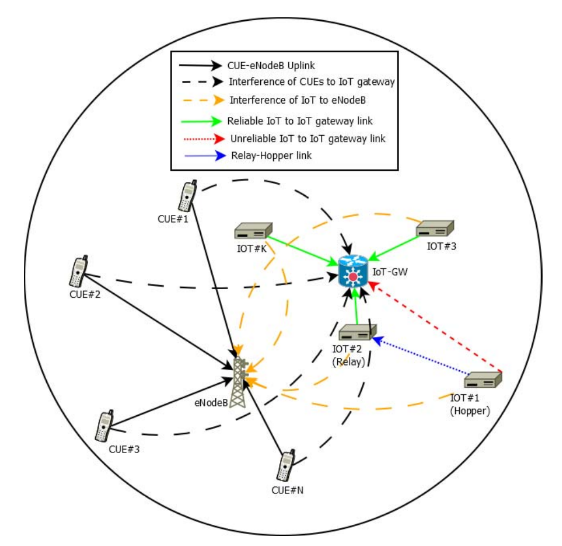 CUE-eNodeB Uplink
Interference of CUEs to IoT gateway
Interference of IoT to eNodeB
Reliable IoT to IoT gateway link
Unreliable IoT to IoT gateway link
Relay-Hopper link
CUE#1
IOT#K
IOT#3
IoT-GW
CUE#2
IOT#2
(Relay)
IOT#1
(Hopper)
eNodeB
CUE#3
CUE#N